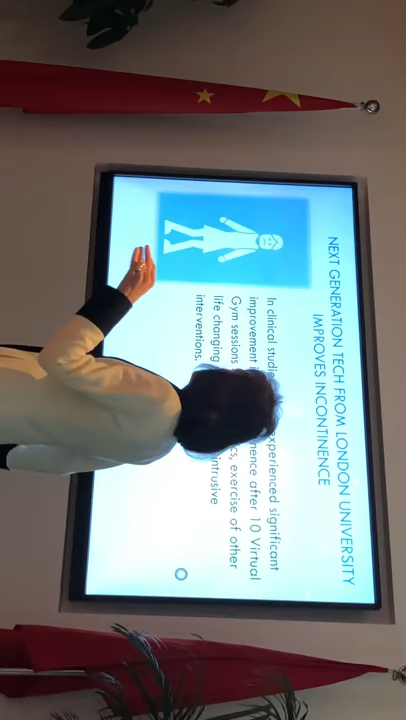 NEXT GENERATION TECH FROM LONDON UNIVERSITY
IMPROVES INCONTINENCE
In clinical experienced significant
improvement after 10 Virtual
Gym sessions exercise of other
life changing intrusive
interventions.